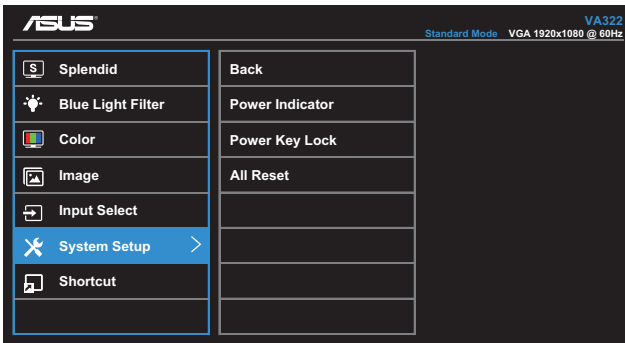 ASUS
VA322
Standard Mode VGA 1920x1080 @ 60Hz
S Splendid
Blue Light Filter
Color
Image
Input Select
System Setup >
Shortcut
Back
Power Indicator
Power Key Lock
All Reset